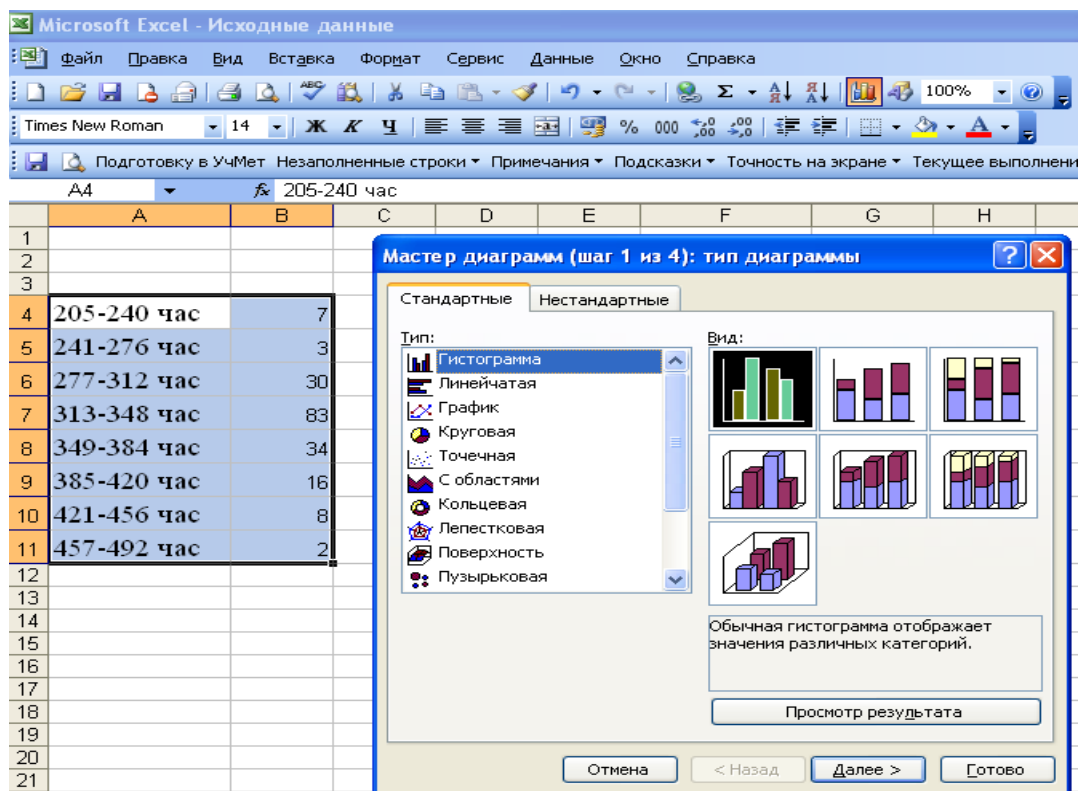 Microsoft Excel - Исходные данные
Файл Правка Вид Вставка Формат Сервис Данные Окно Справка
100%
Times New Roman 14 Ж К Ч % 000
Подготовку в УчМет Незаполненные строки Примечания Подсказки Точность на экране Текущее выполнени
A4 fx 205-240 час
A B C D E F G H
1
2
3
4 205-240 час 7
5 241-276 час 3
6 277-312 час 30
7 313-348 час 83
8 349-384 час 34
9 385-420 час 16
10 421-456 час 8
11 457-492 час 2
12
13
14
15
16
17
18
19
20
21
Мастер диаграмм (шаг 1 из 4): тип диаграммы
Стандартные Нестандартные
Тип:
Гистограмма
Линейчатая
График
Круговая
Точечная
С областями
Кольцевая
Лепестковая
Поверхность
Пузырьковая
Вид:
Обычная гистограмма отображает
значения различных категорий.
Просмотр результата
Отмена < Назад Далее > Готово